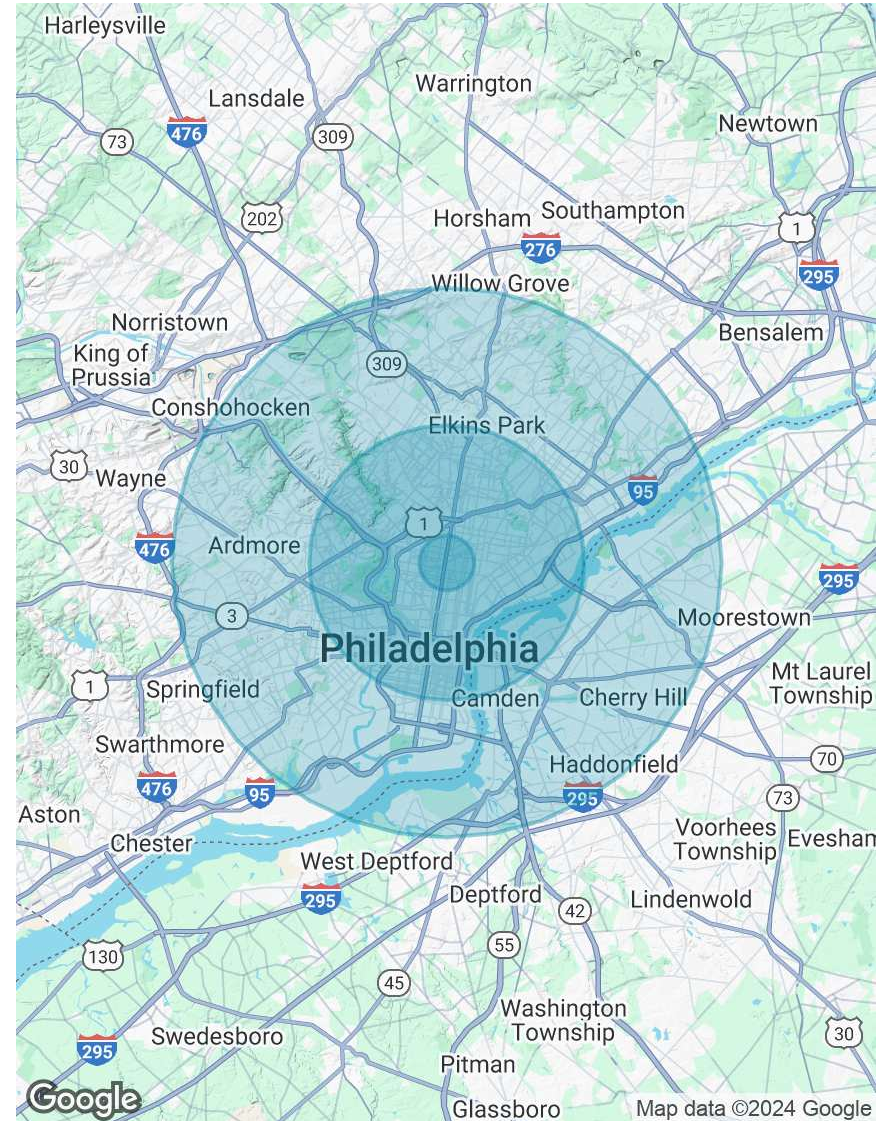 Harleysville
Warrington
Lansdale
476
73
309
Newtown
202
Horsham
Southampton
276
1
295
Willow Grove
Norristown
King of
Prussia
Bensalem
309
Conshohocken
Elkins Park
30
Wayne
95
1
476
Ardmore
295
3
Moorestown
Philadelphia
Mt Laurel
Township
1
Springfield
Camden
Cherry Hill
Swarthmore
Haddonfield
70
476
95
295
73
Aston
Chester
Voorhees
Township
Evesham
West Deptford
295
Deptford
Lindenwold
42
130
55
45
Washington
Township
30
Swedesboro
295
Pitman
Google
Glassboro
Map data ©2024 Google